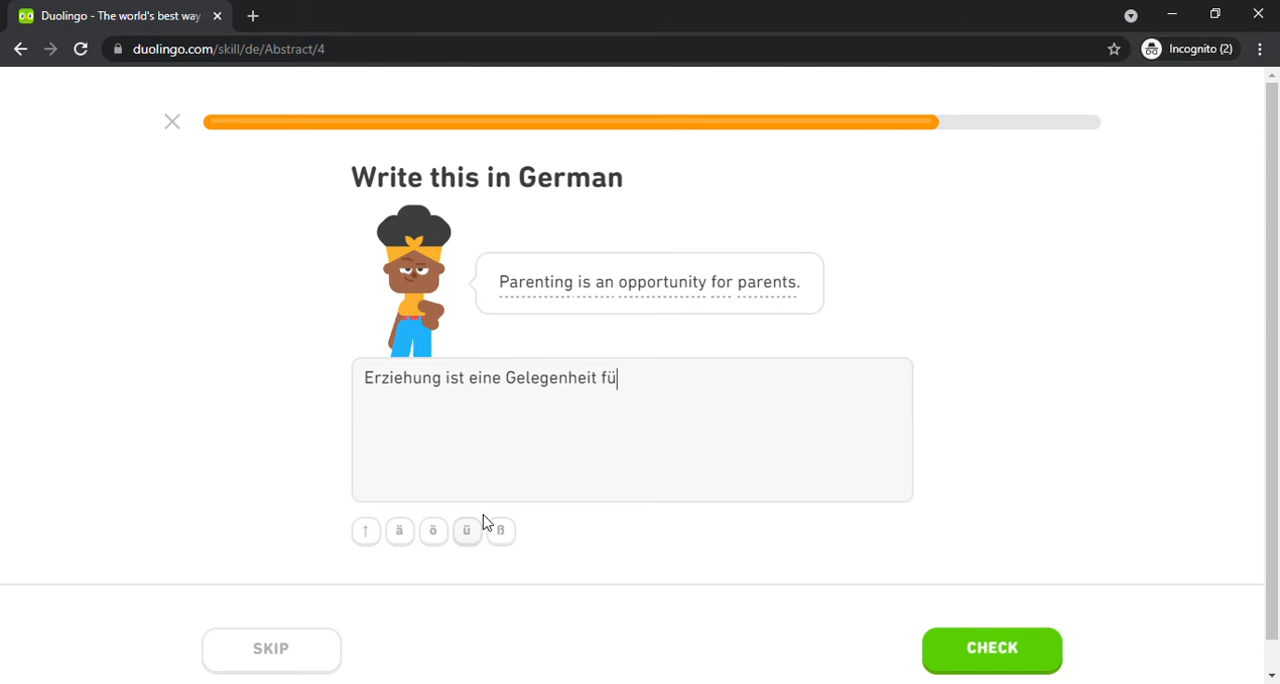 Duolingo - The world's best way
duolingo.com/skill/de/Abstract/4
Incognito (2)
Write this in German
Parenting is an opportunity for parents.
Erziehung ist eine Gelegenheit fü
↑ ä ö ü ß
SKIP
CHECK